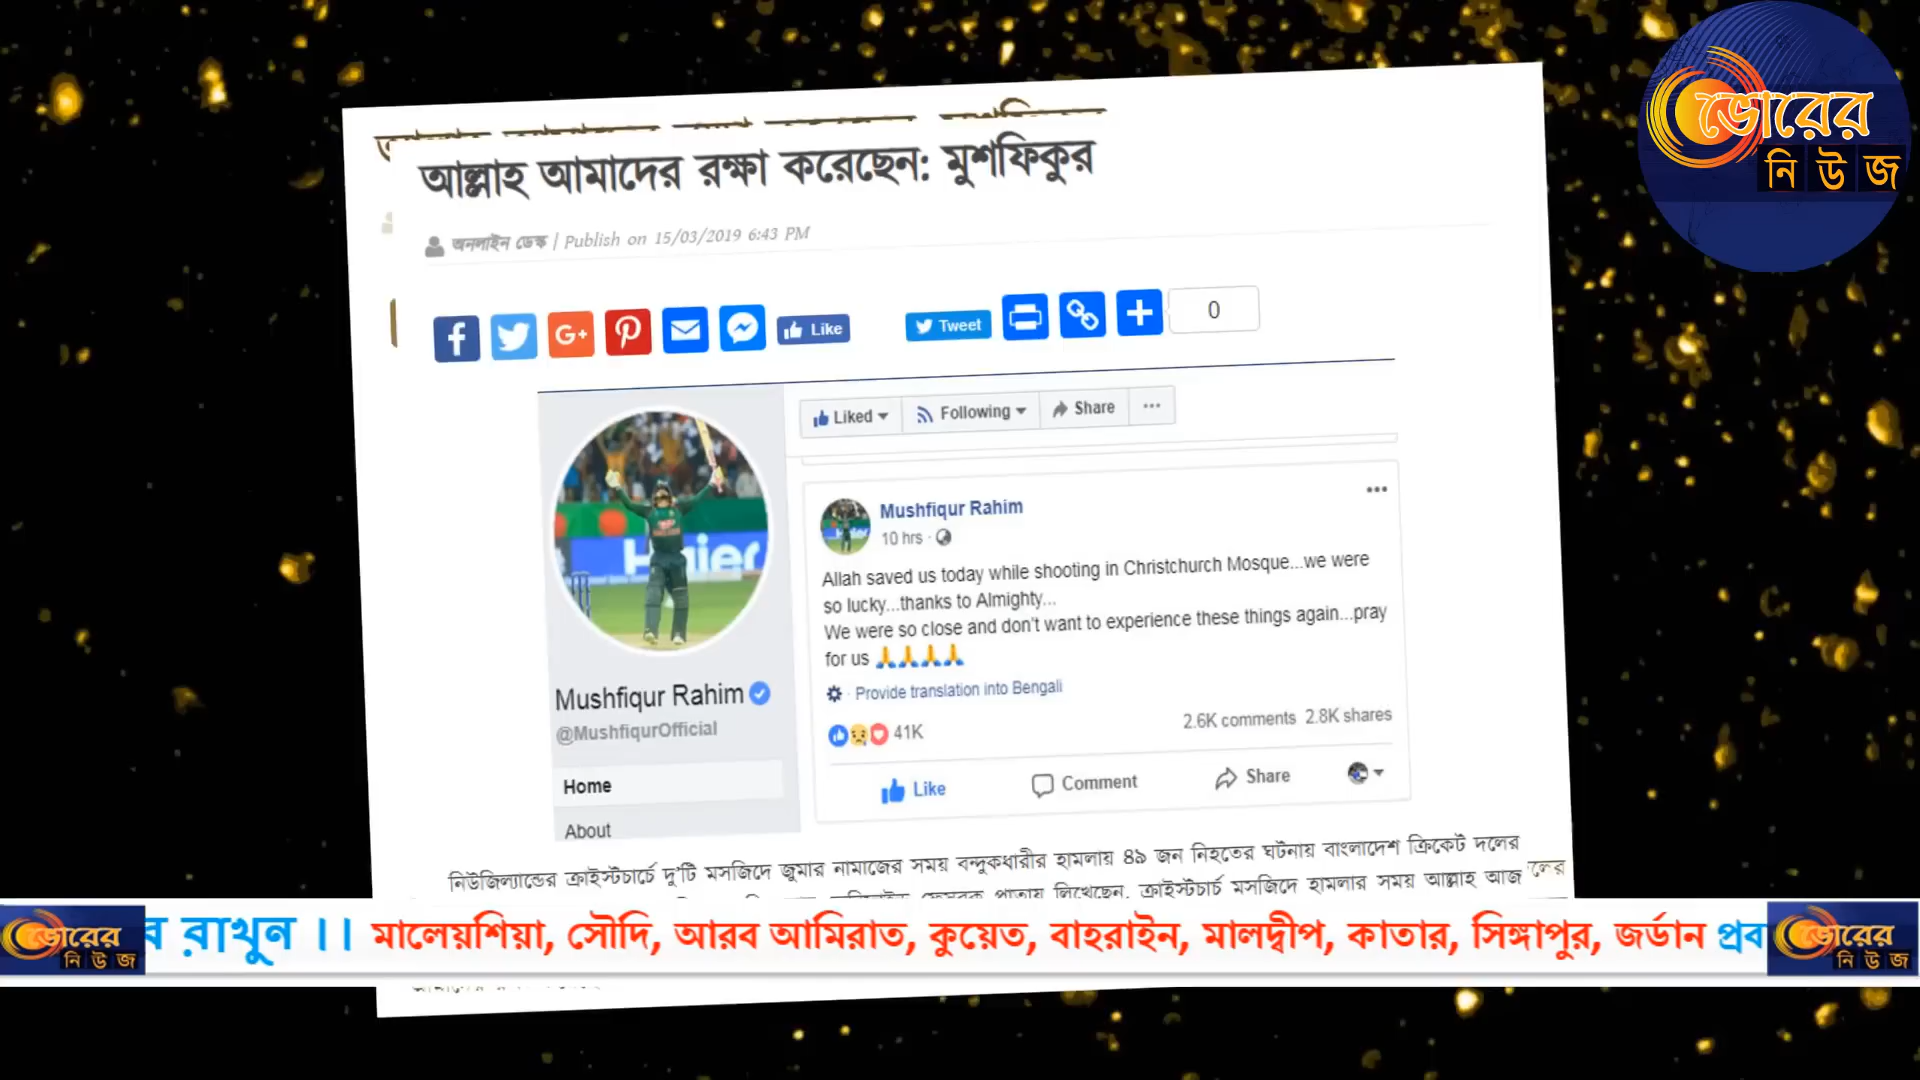 ভোরের
নিউজ
আল্লাহ আমাদের রক্ষা করেছেন: মুশফিকুর
অনলাইন ডেস্ক | Publish on 15/03/2019 6:43 PM
Like
Tweet
0
Liked Following Share
Mushfiqur Rahim
10 hrs
Allah saved us today while shooting in Christchurch Mosque...we were
so lucky...thanks to Almighty...
We were so close and don't want to experience these things again...pray
for us 🙏🙏🙏🙏
Provide translation into Bengali
41K
2.6K comments 2.8K shares
Like Comment Share
Haier
Mushfiqur Rahim
@MushfiqurOfficial
Home
About
নিউজিল্যান্ডের ক্রাইস্টচার্চে দু'টি মসজিদে জুমার নামাজের সময় বন্দুকধারীর হামলায় ৪৯ জন নিহতের ঘটনায় বাংলাদেশ ক্রিকেট দলের
পাতায় লিখেছেন, ক্রাইস্টচার্চ মসজিদে হামলার সময় আল্লাহ আজ
ভোরের
নিউজ
রাখুন ।। মালেয়শিয়া, সৌদি, আরব আমিরাত, কুয়েত, বাহরাইন, মালদ্বীপ, কাতার, সিঙ্গাপুর, জর্ডান প্রব
ভোরের
নিউজ